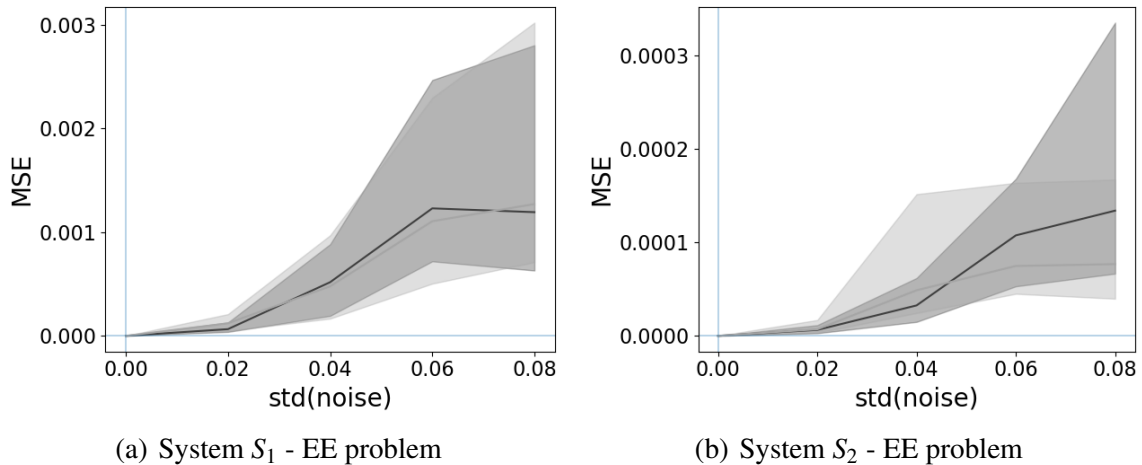 0.003
0.002
0.001
0.000
MSE
0.00 0.02 0.04 0.06 0.08
std(noise)
(a) System S₁ - EE problem
0.0003
0.0002
0.0001
0.0000
MSE
0.00 0.02 0.04 0.06 0.08
std(noise)
(b) System S₂ - EE problem